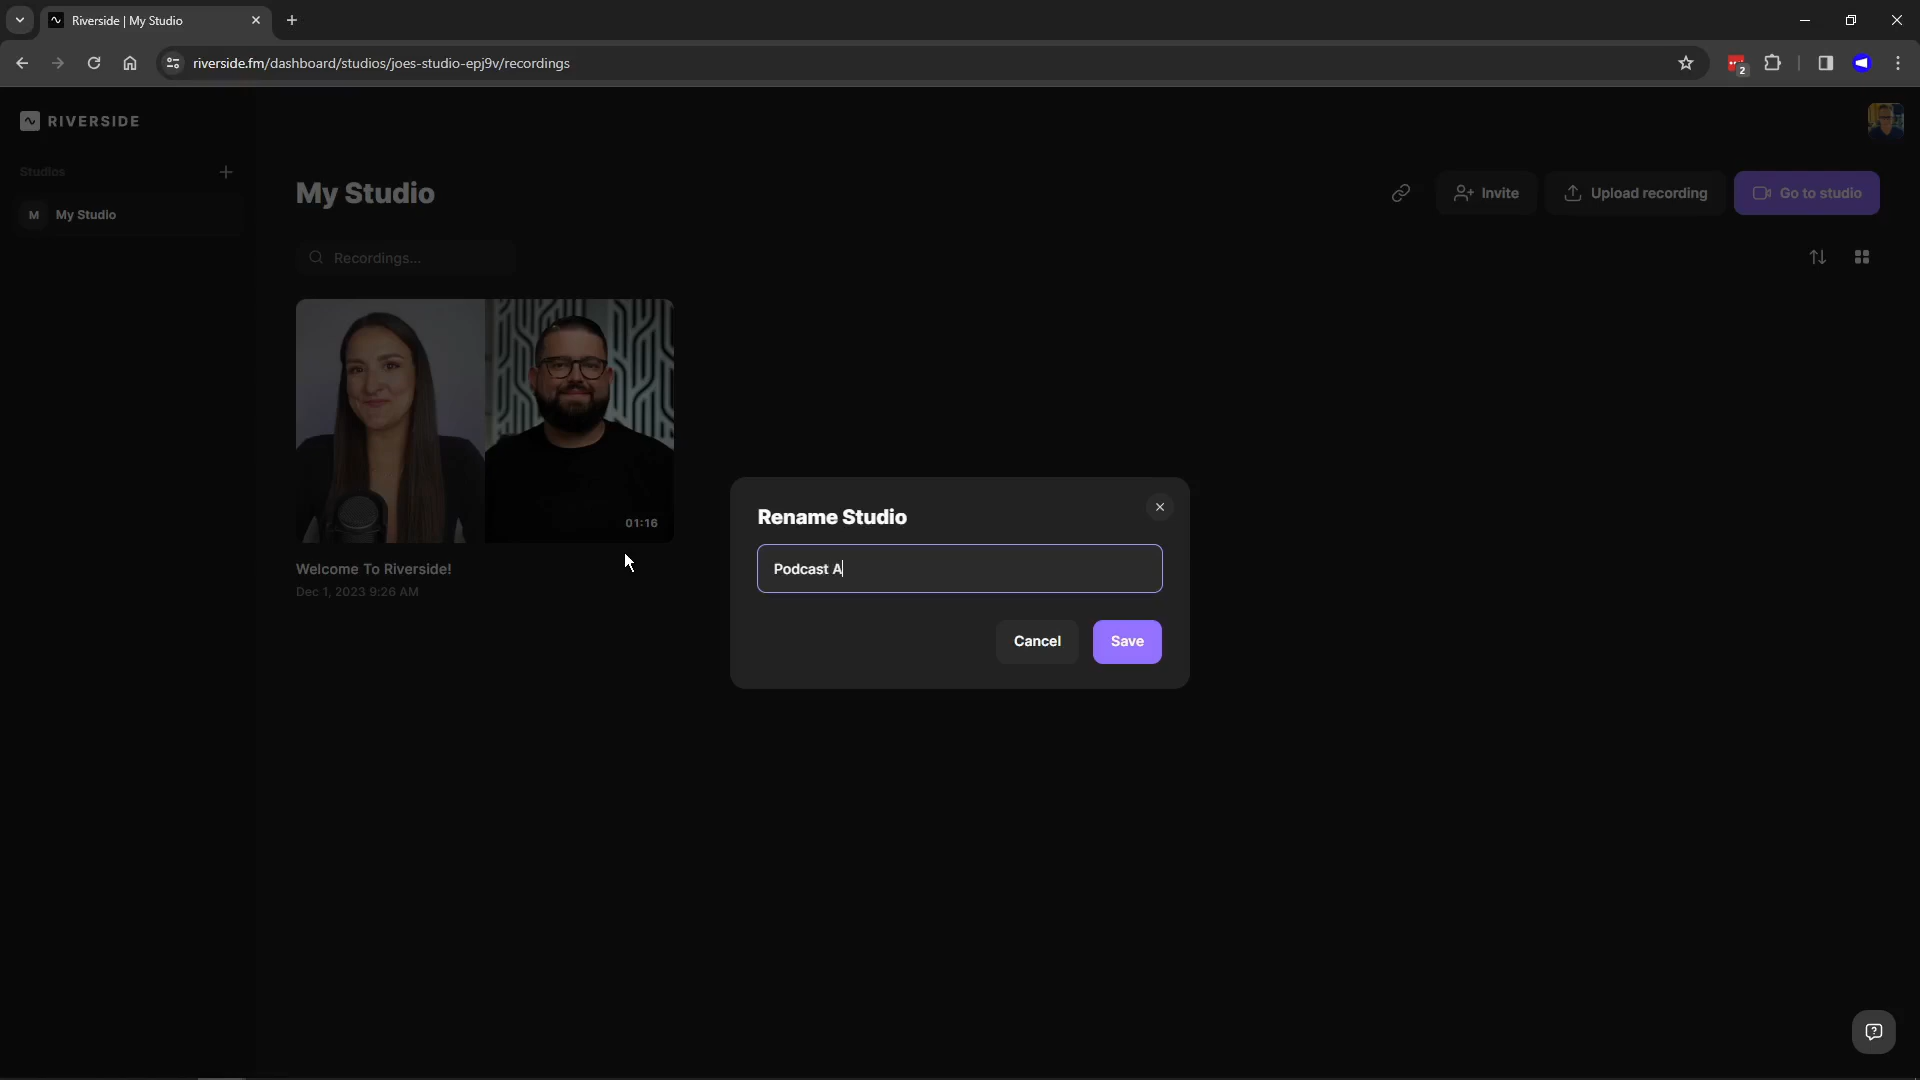 Riverside | My Studio
riverside.fm/dashboard/studios/joes-studio-epj9v/recordings
2
RIVERSIDE
Studios
M My Studio
My Studio
Invite
Upload recording
Go to studio
Recordings...
01:16
Welcome To Riverside!
Dec 1, 2023 9:26 AM
Rename Studio
Podcast A
Cancel
Save